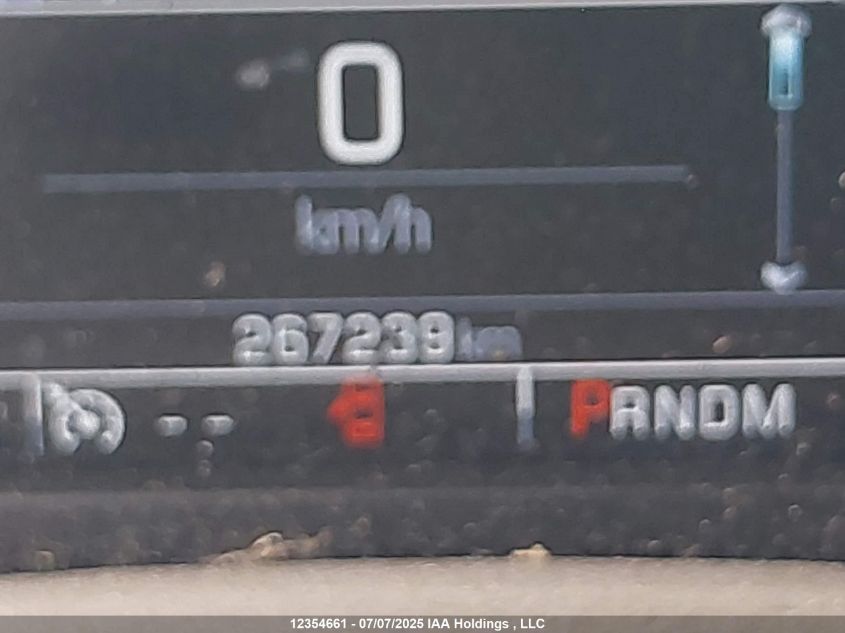 0
km/h
267239 km
-- PRNDM
12354661 - 07/07/2025 IAA Holdings , LLC